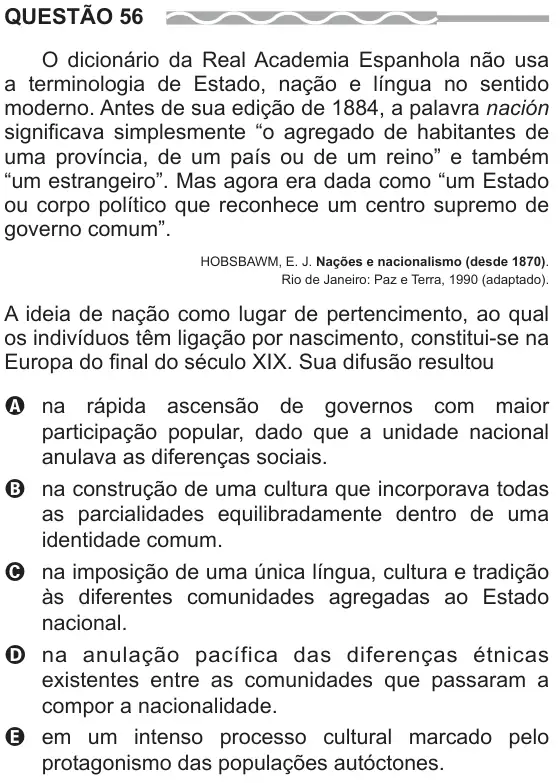 QUESTÃO 56
O dicionário da Real Academia Espanhola não usa
a terminologia de Estado, nação e língua no sentido
moderno. Antes de sua edição de 1884, a palavra nación
significava simplesmente “o agregado de habitantes de
uma província, de um país ou de um reino” e também
“um estrangeiro”. Mas agora era dada como “um Estado
ou corpo político que reconhece um centro supremo de
governo comum”.
HOBSBAWM, E. J. Nações e nacionalismo (desde 1870).
Rio de Janeiro: Paz e Terra, 1990 (adaptado).
A ideia de nação como lugar de pertencimento, ao qual
os indivíduos têm ligação por nascimento, constitui-se na
Europa do final do século XIX. Sua difusão resultou
A na rápida ascensão de governos com maior
participação popular, dado que a unidade nacional
anulava as diferenças sociais.
B na construção de uma cultura que incorporava todas
as parcialidades equilibradamente dentro de uma
identidade comum.
C na imposição de uma única língua, cultura e tradição
às diferentes comunidades agregadas ao Estado
nacional.
D na anulação pacífica das diferenças étnicas
existentes entre as comunidades que passaram a
compor a nacionalidade.
E em um intenso processo cultural marcado pelo
protagonismo das populações autóctones.